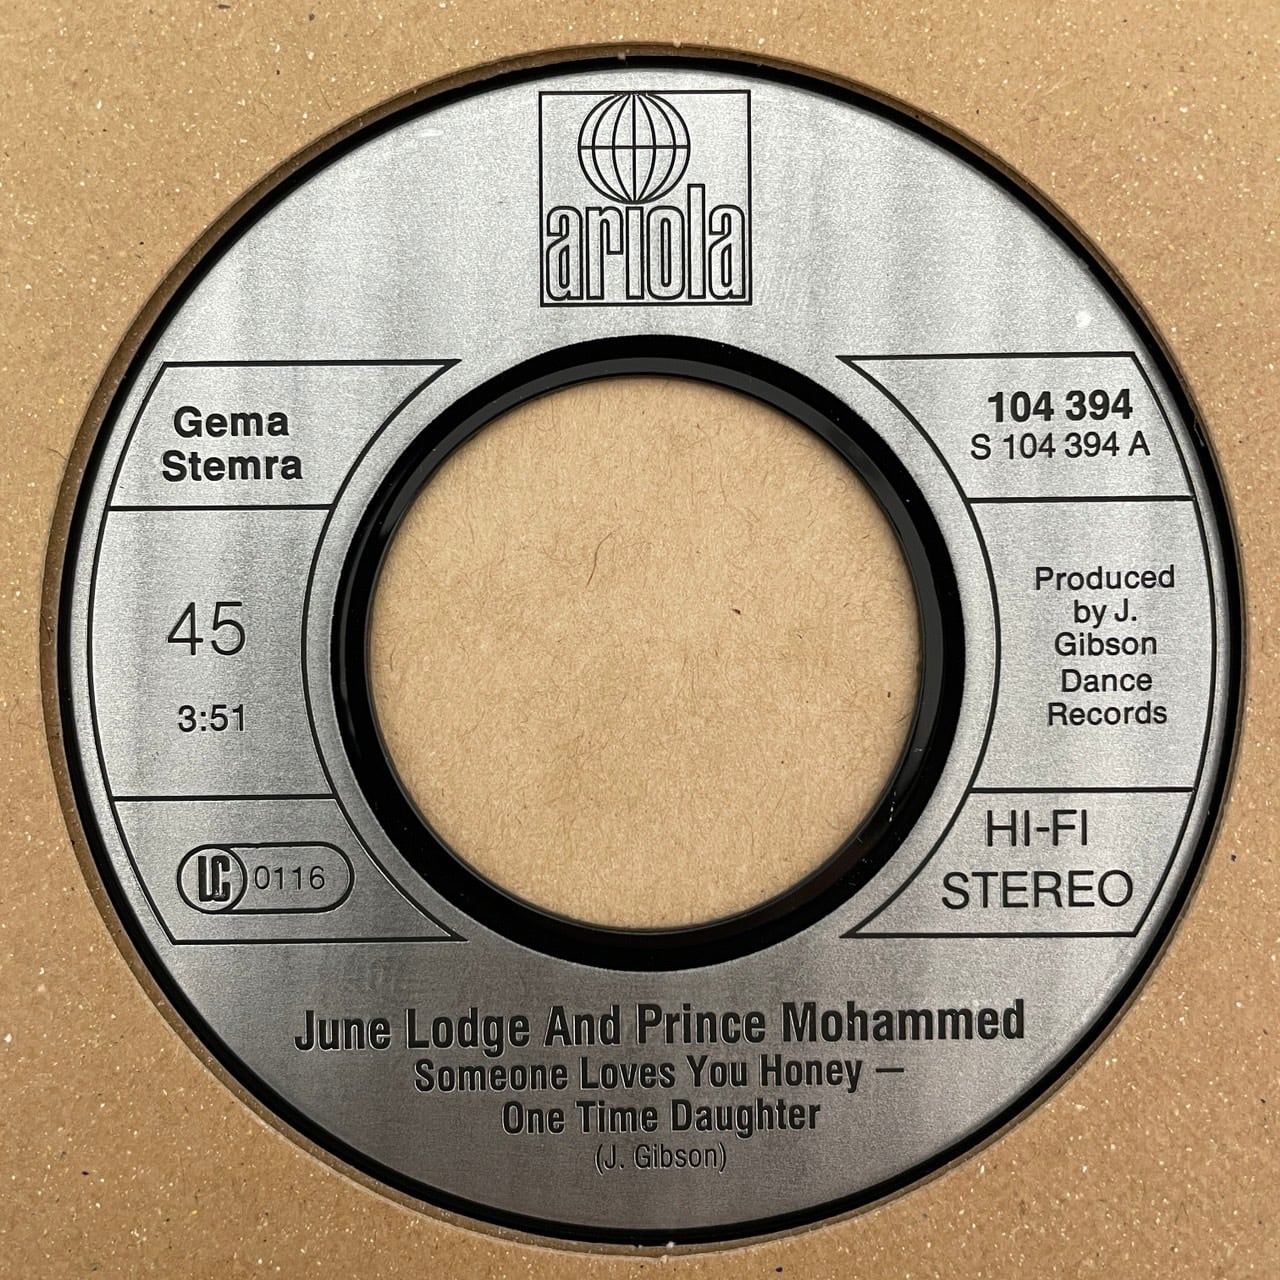 ariola
Gema
Stemra
45
3:51
LC 0116
104 394
S 104 394 A
Produced
by J.
Gibson
Dance
Records
HI-FI
STEREO
June Lodge And Prince Mohammed
Someone Loves You Honey –
One Time Daughter
(J. Gibson)